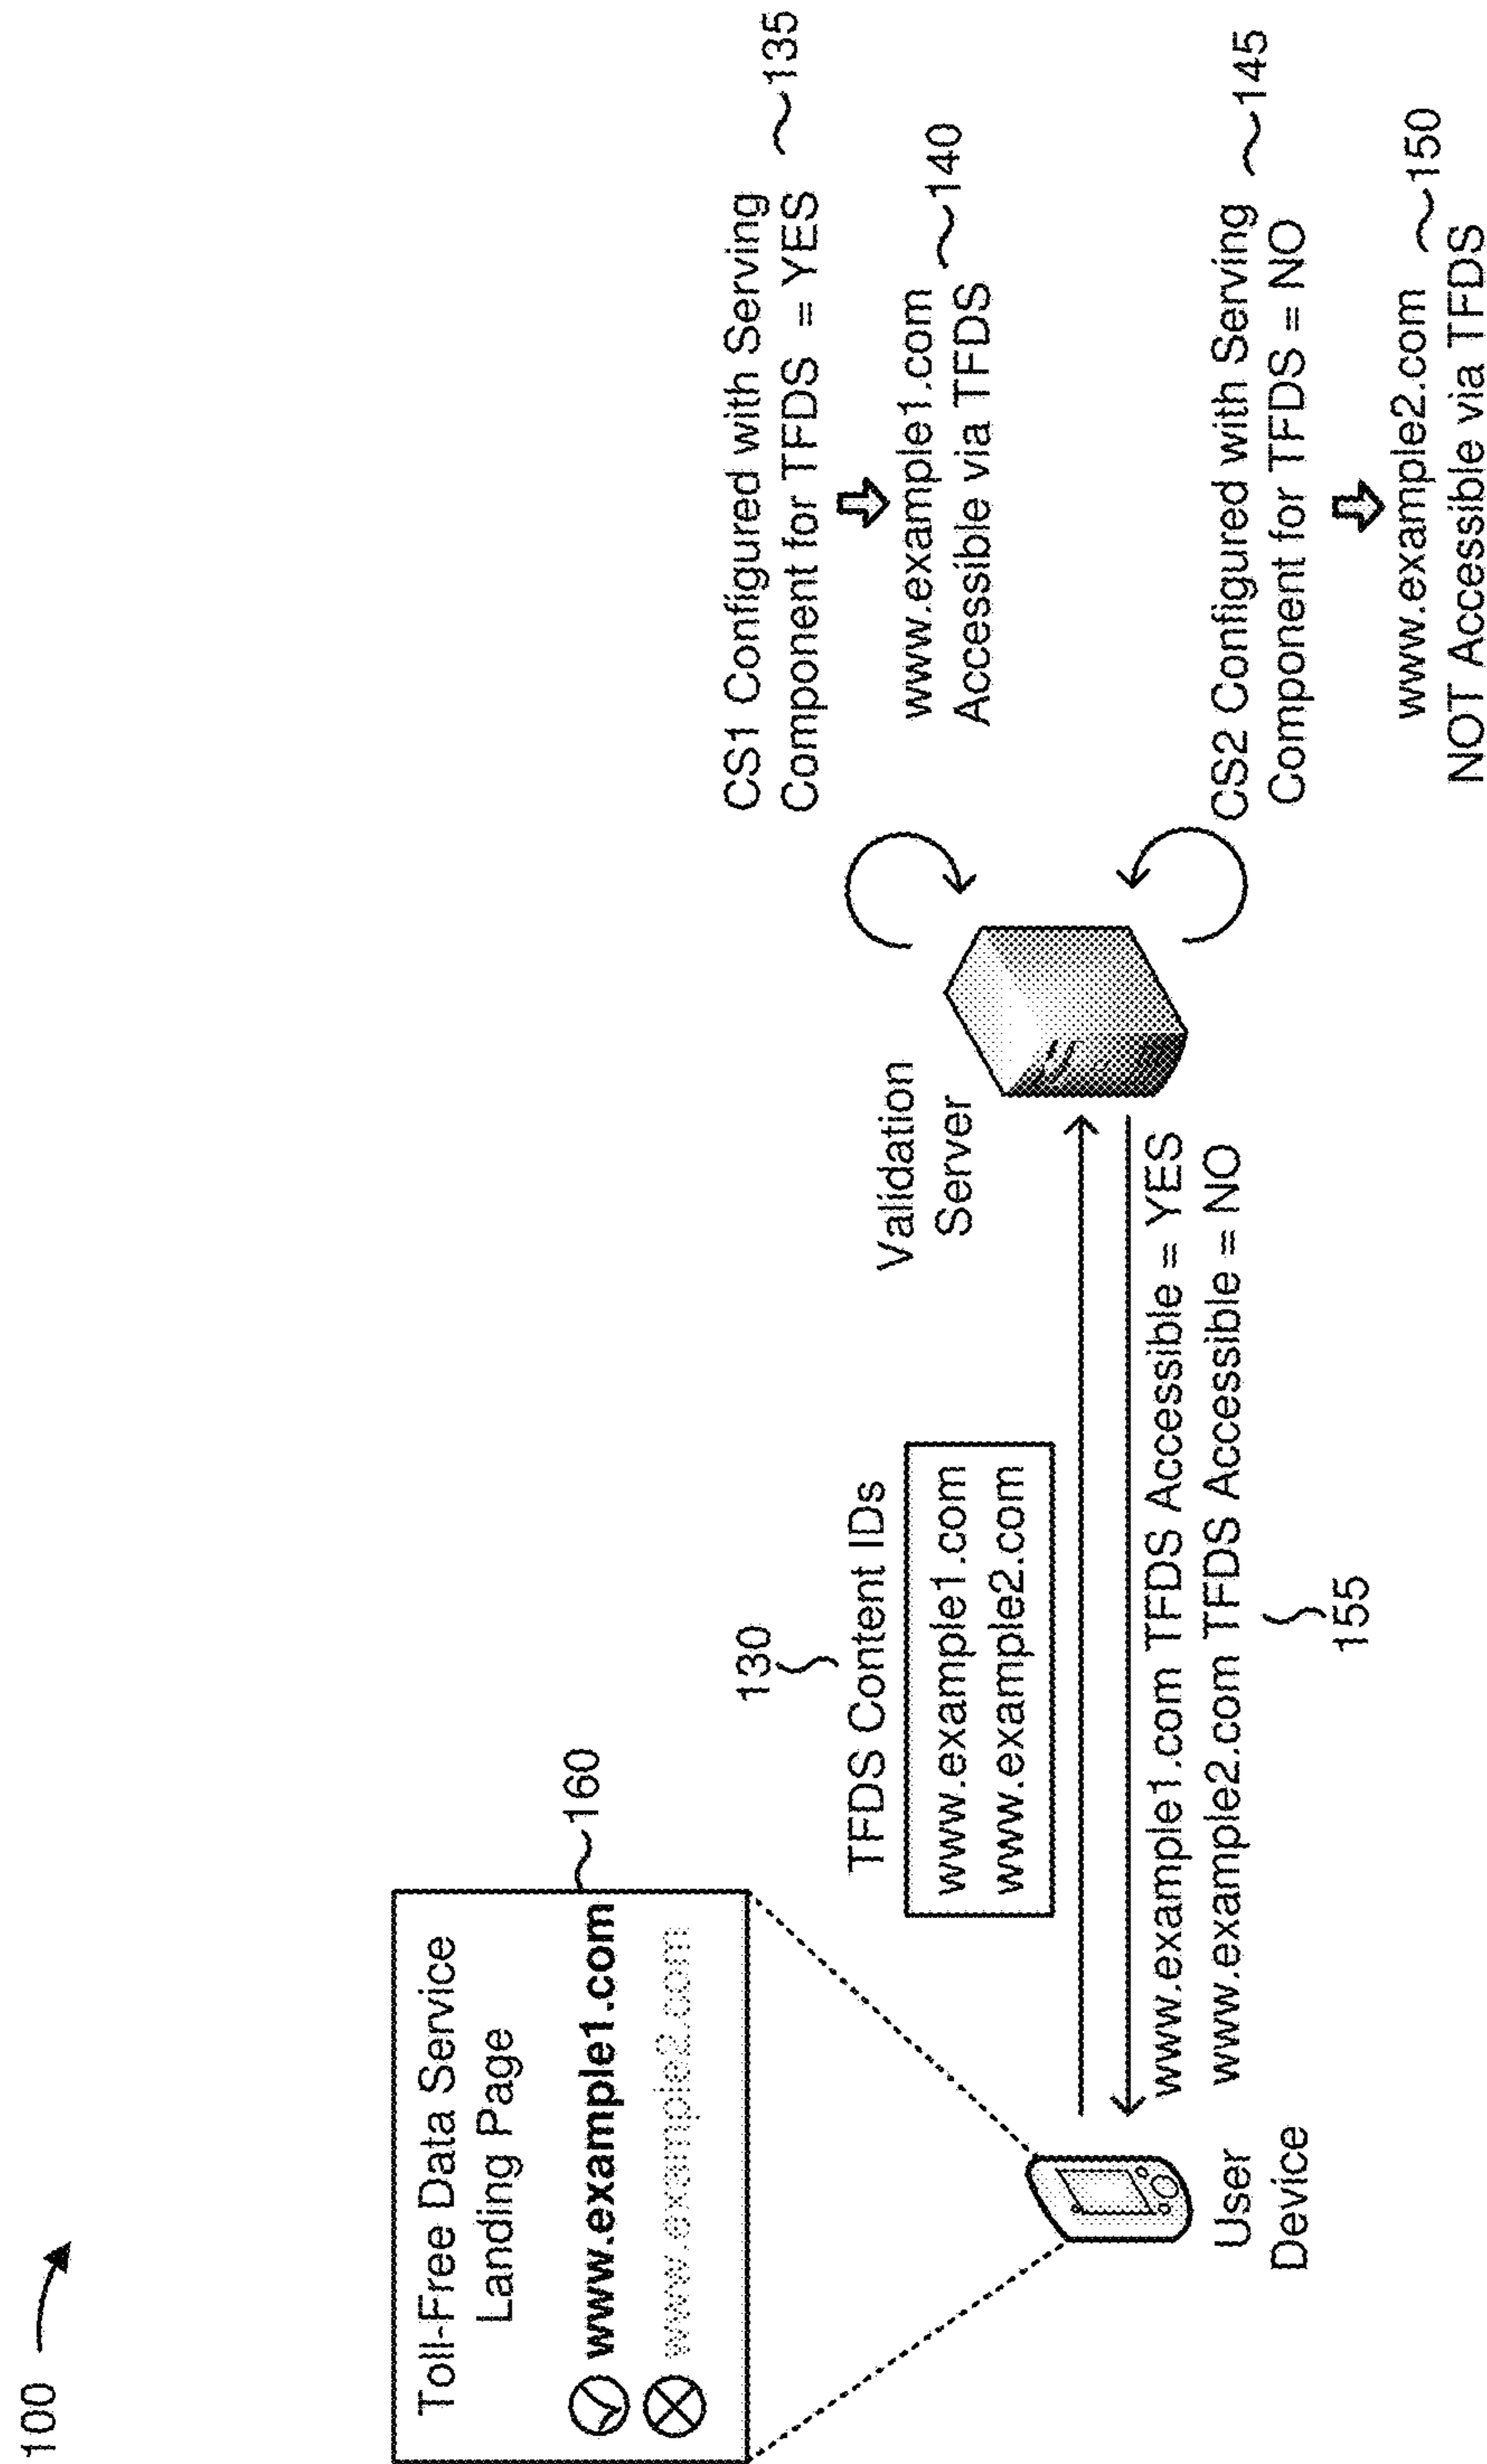 100
Toll-Free Data Service
Landing Page
www.example1.com
www.example2.com
160
130
TFDS Content IDs
www.example1.com
www.example2.com
www.example1.com TFDS Accessible = YES
www.example2.com TFDS Accessible = NO
155
User
Device
Validation
Server
CS1 Configured with Serving
Component for TFDS = YES
135
www.example1.com
Accessible via TFDS
140
CS2 Configured with Serving
Component for TFDS = NO
145
www.example2.com
NOT Accessible via TFDS
150